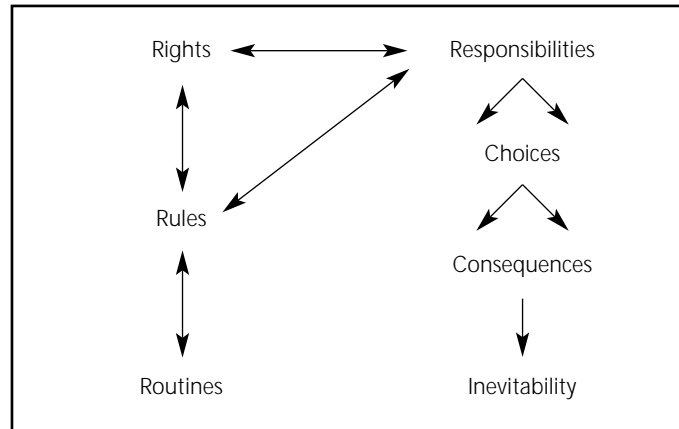 Rights Responsibilities
Choices
Rules
Consequences
Routines Inevitability